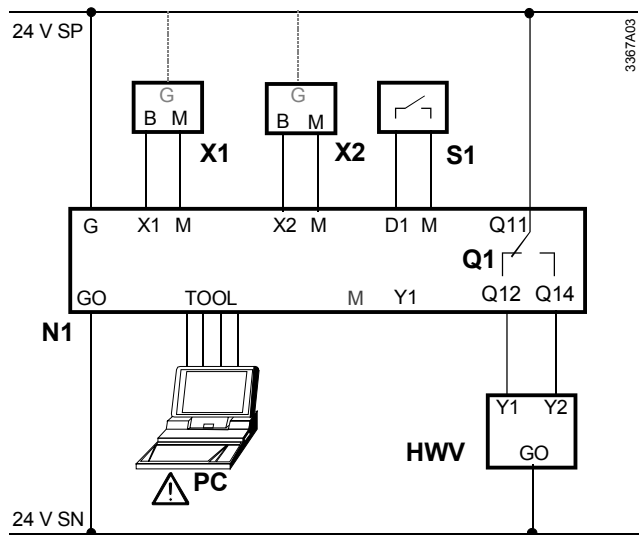 24 V SP
3367A03
G
B M
X1
G
B M
X2
S1
G X1 M X2 M D1 M Q11
Q1
GO TOOL M Y1 Q12 Q14
N1
Y1 Y2
HWV
GO
PC
24 V SN